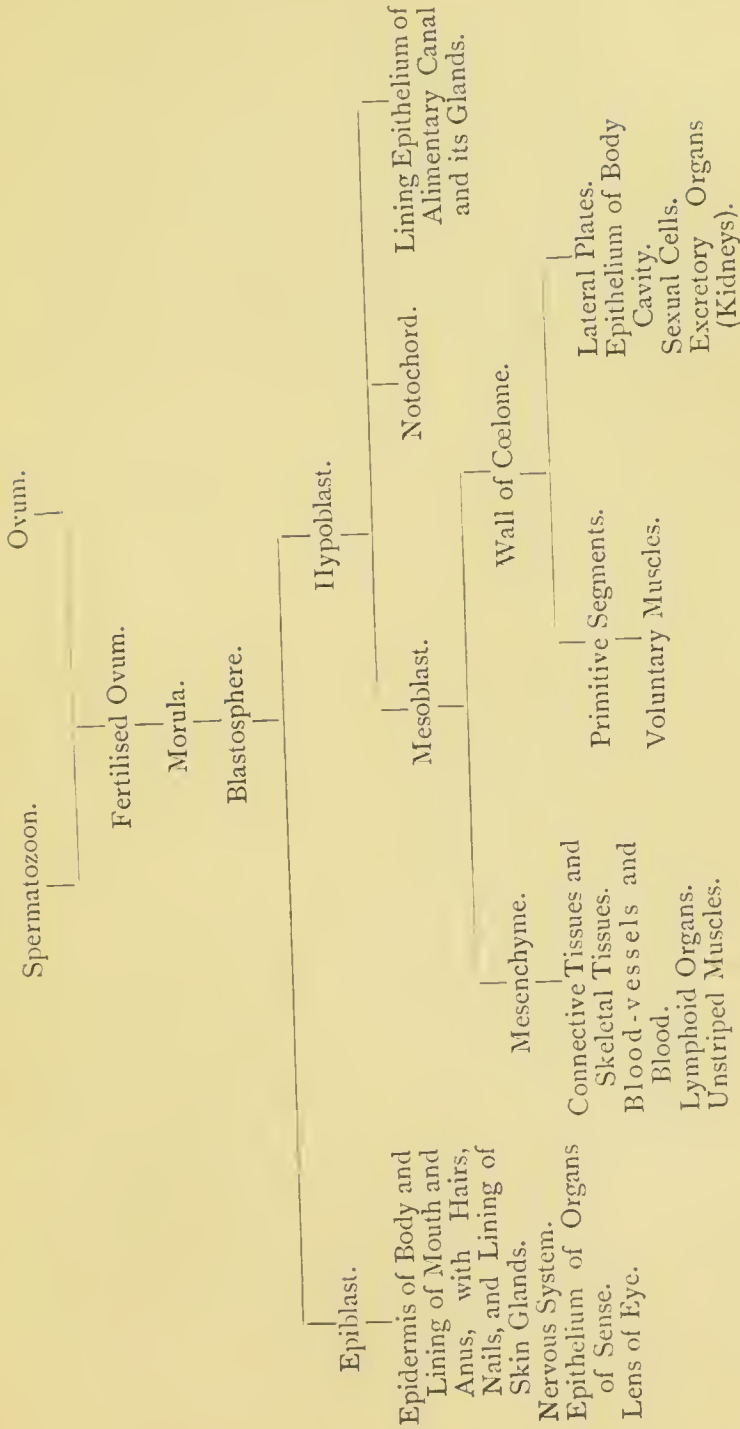 Spermatozoon.
Ovum.
Fertilised Ovum.
Morula.
Blastosphere.
Epiblast.
Hypoblast.
Epidermis of Body and
Lining of Mouth and
Anus, with Hairs,
Nails, and Lining of
Skin Glands.
Nervous System.
Epithelium of Organs
of Sense.
Lens of Eye.
Mesoblast.
Notochord.
Lining Epithelium of
Alimentary Canal
and its Glands.
Mesenchyme.
Wall of Cœlome.
Connective Tissues and
Skeletal Tissues.
Blood-vessels and
Blood.
Lymphoid Organs.
Unstriped Muscles.
Primitive Segments.
Voluntary Muscles.
Lateral Plates.
Epithelium of Body
Cavity.
Sexual Cells.
Excretory Organs
(Kidneys).